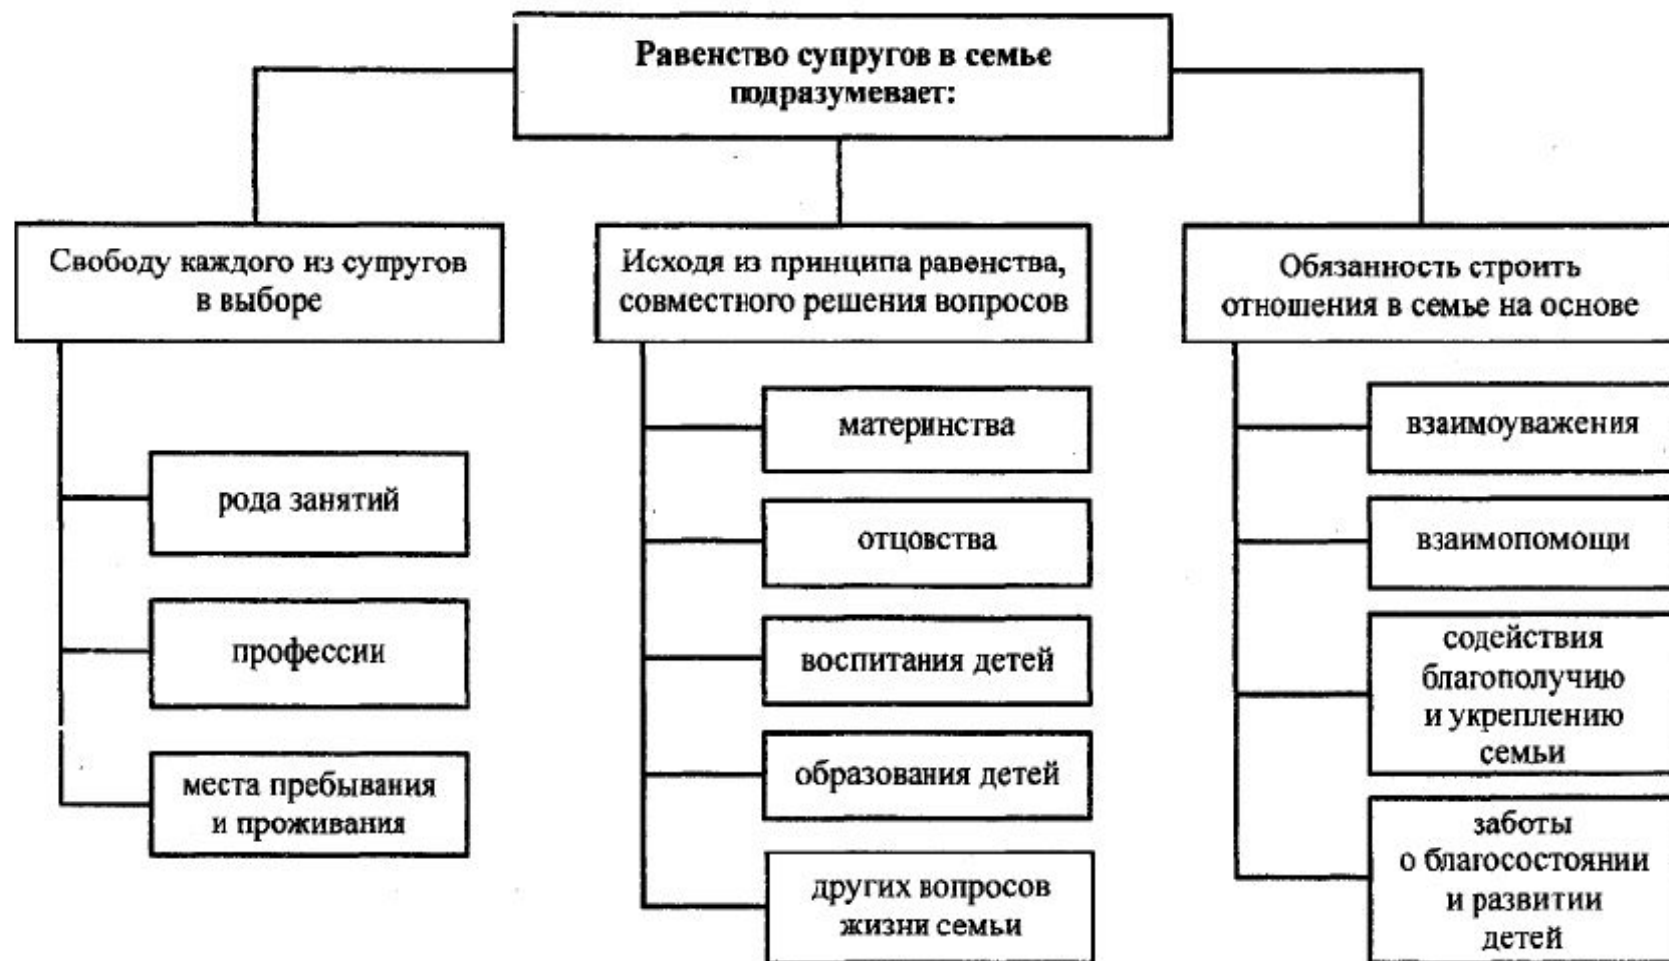 Равенство супругов в семье
подразумевает:
Свободу каждого из супругов
в выборе
рода занятий
профессии
места пребывания
и проживания
Исходя из принципа равенства,
совместного решения вопросов
материнства
отцовства
воспитания детей
образования детей
других вопросов
жизни семьи
Обязанность строить
отношения в семье на основе
взаимоуважения
взаимопомощи
содействия
благополучию
и укреплению
семьи
заботы
о благосостоянии
и развитии
детей